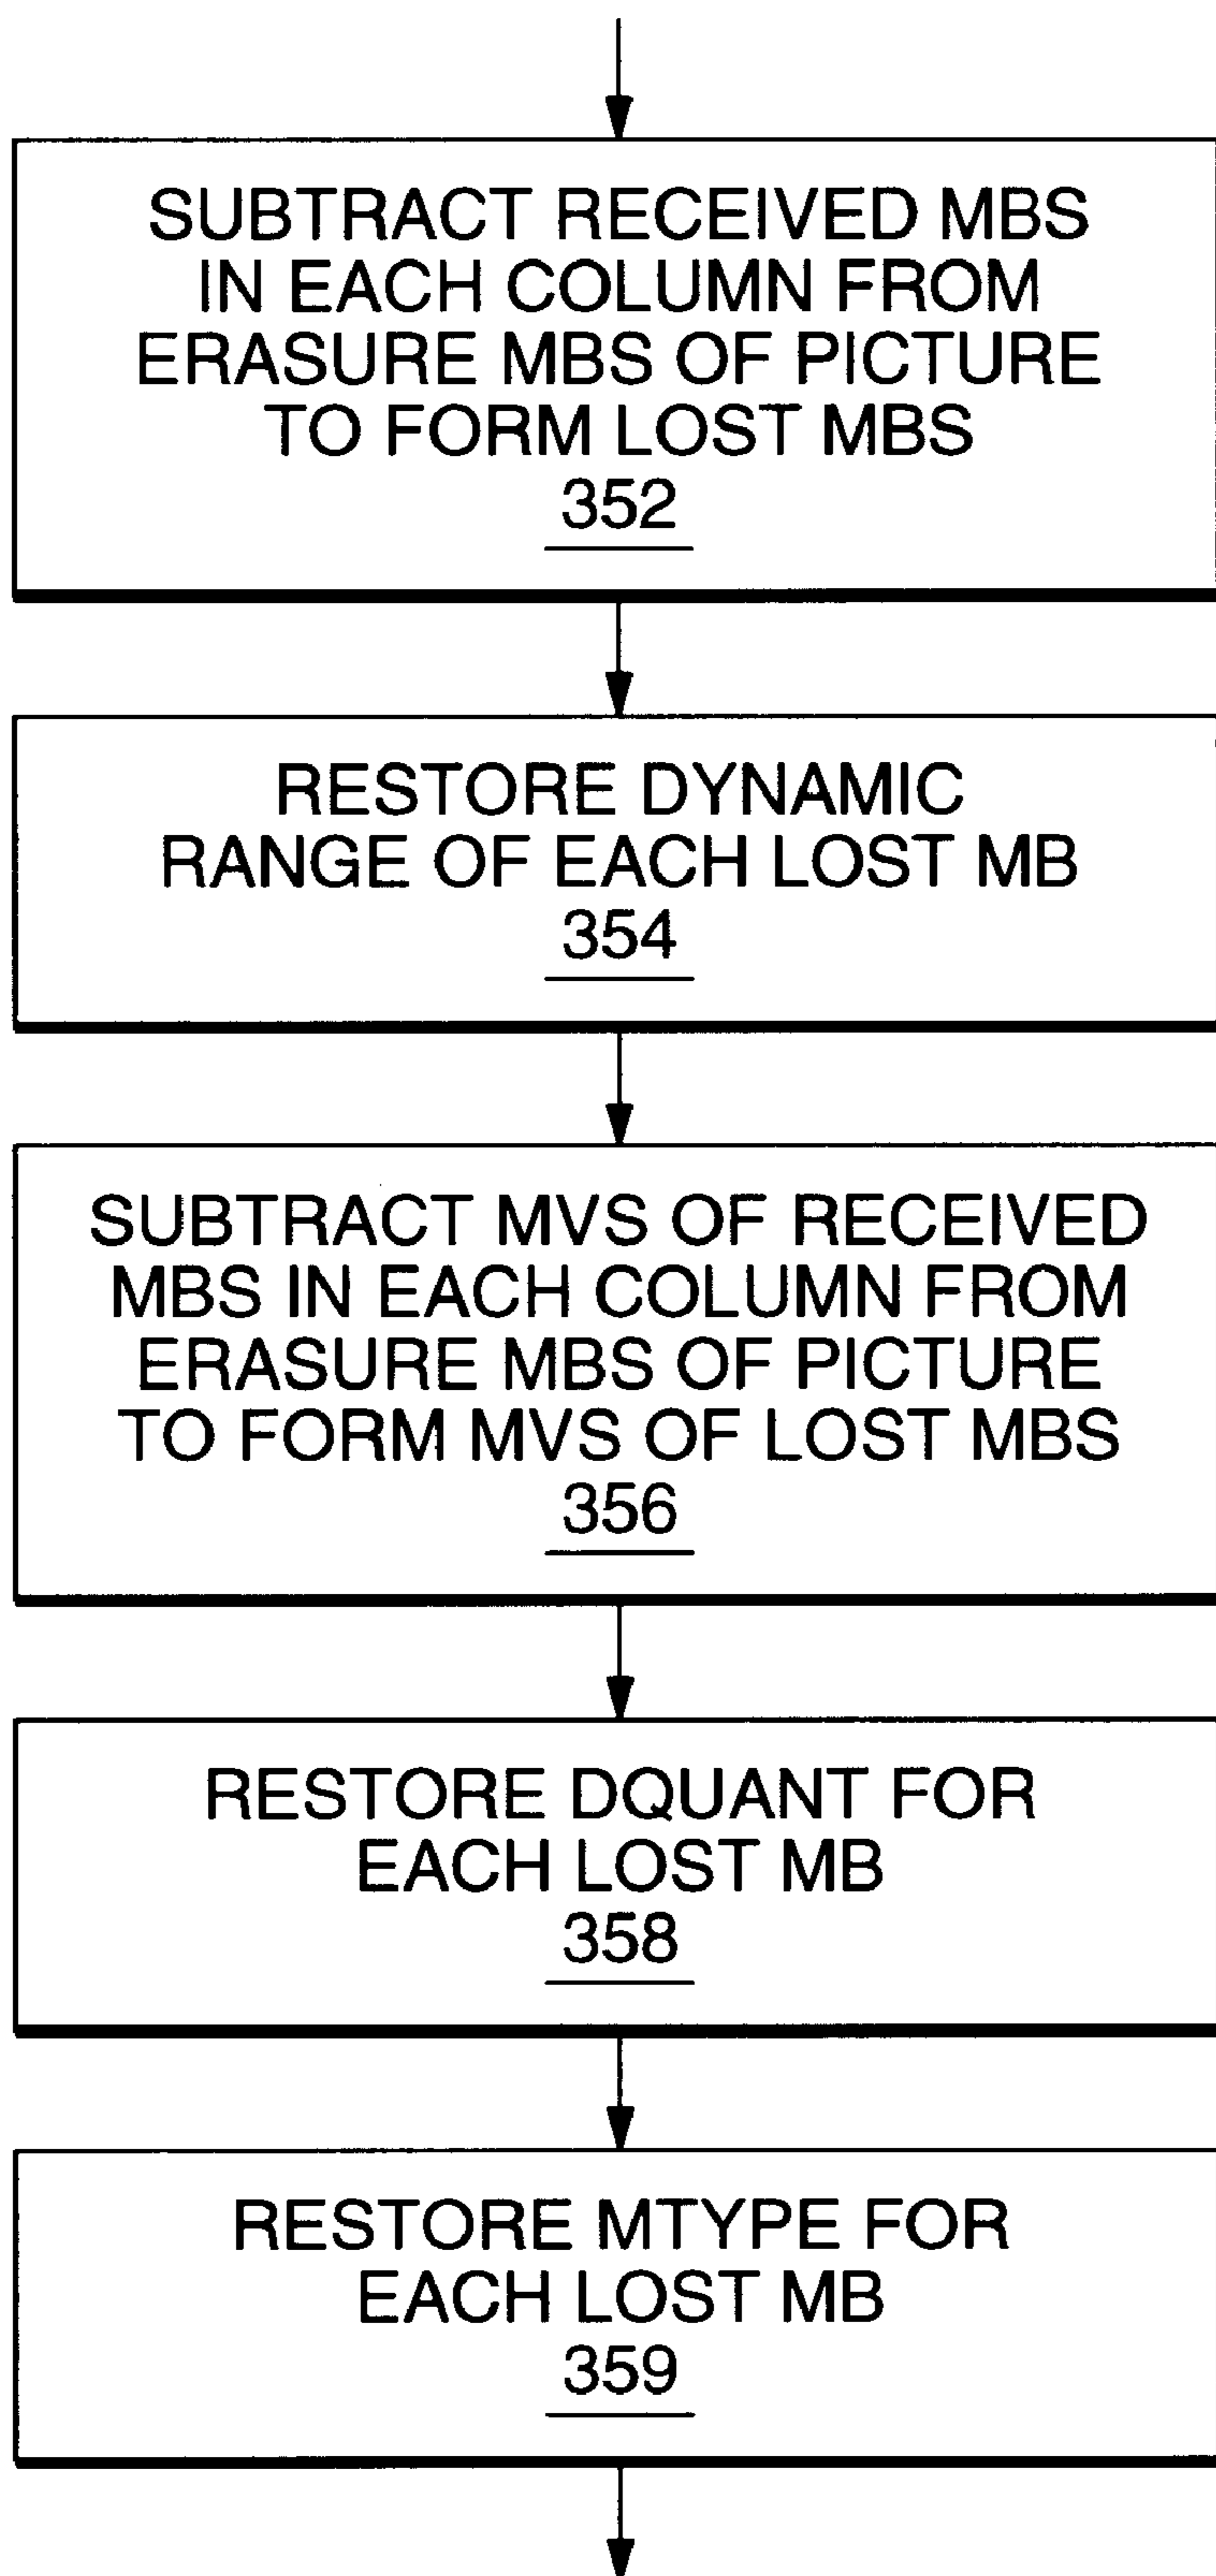 SUBTRACT RECEIVED MBS
IN EACH COLUMN FROM
ERASURE MBS OF PICTURE
TO FORM LOST MBS
352
RESTORE DYNAMIC
RANGE OF EACH LOST MB
354
SUBTRACT MVS OF RECEIVED
MBS IN EACH COLUMN FROM
ERASURE MBS OF PICTURE
TO FORM MVS OF LOST MBS
356
RESTORE DQUANT FOR
EACH LOST MB
358
RESTORE MTYPE FOR
EACH LOST MB
359